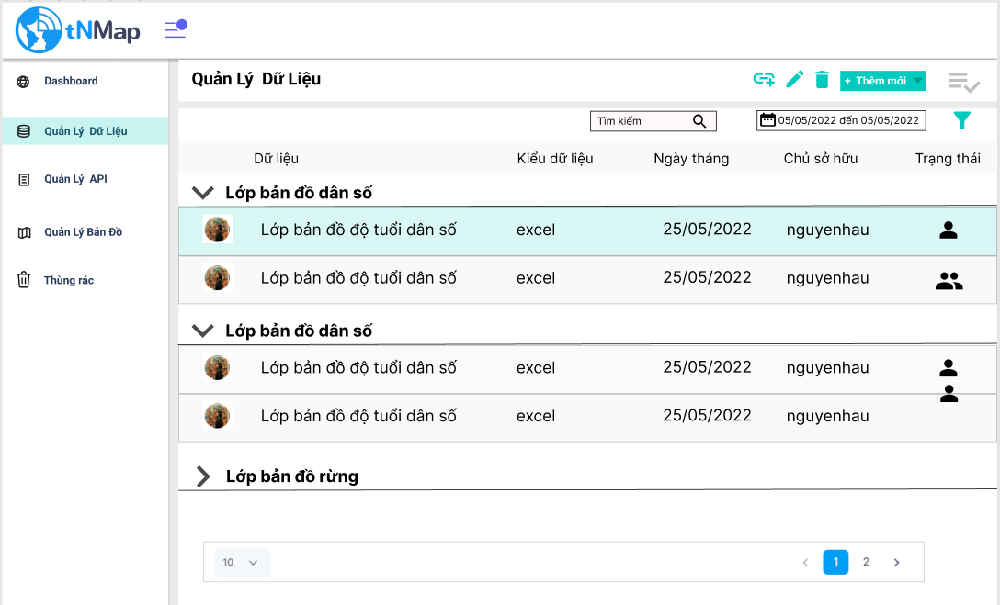 tNMap
Dashboard
Quản Lý Dữ Liệu
Quản Lý API
Quản Lý Bản Đồ
Thùng rác
Quản Lý Dữ Liệu
+ Thêm mới
Tìm kiếm
05/05/2022 đến 05/05/2022
Dữ liệu Kiểu dữ liệu Ngày tháng Chủ sở hữu Trạng thái
Lớp bản đồ dân số
Lớp bản đồ độ tuổi dân số excel 25/05/2022 nguyenhau
Lớp bản đồ độ tuổi dân số excel 25/05/2022 nguyenhau
Lớp bản đồ dân số
Lớp bản đồ độ tuổi dân số excel 25/05/2022 nguyenhau
Lớp bản đồ độ tuổi dân số excel 25/05/2022 nguyenhau
Lớp bản đồ rừng
10 1 2